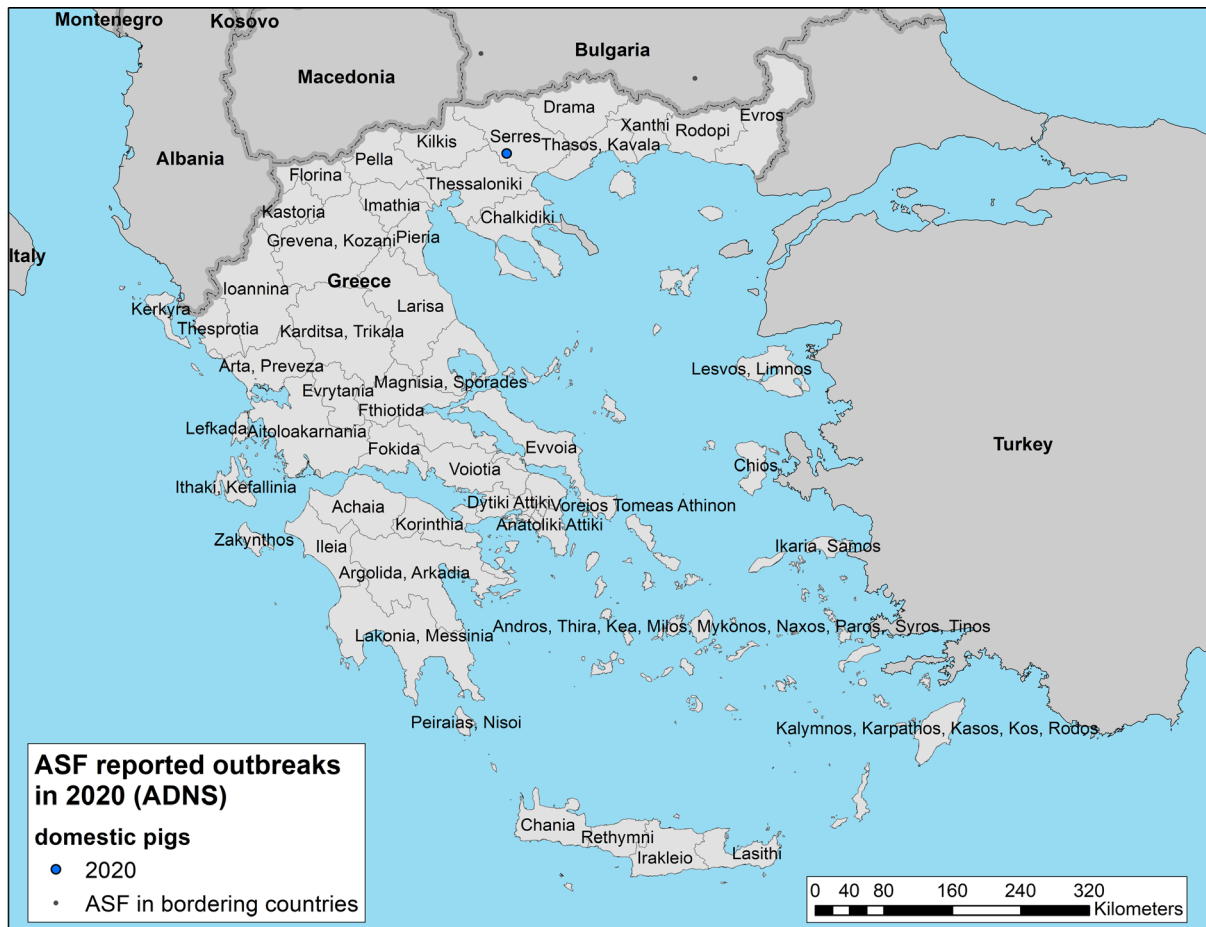 Montenegro
Kosovo
Bulgaria
Macedonia
Drama
Evros
Xanthi
Rodopi
Serres
Kilkis
Thasos, Kavala
Albania
Pella
Florina
Thessaloniki
Imathia
Kastoria
Chalkidiki
Grevena, Kozani
Pieria
Italy
Greece
Ioannina
Larisa
Kerkyra
Thesprotia
Karditsa, Trikala
Arta, Preveza
Lesvos, Limnos
Magnisia, Sporades
Evrytania
Fthiotida
Lefkada
Aitoloakarnania
Turkey
Fokida
Evvoia
Voiotia
Chios
Ithaki, Kefallinia
Achaia
Dytiki Attiki
Voreios Tomeas Athinon
Korinthia
Anatoliki Attiki
Zakynthos
Ileia
Ikaria, Samos
Argolida, Arkadia
Andros, Thira, Kea, Milos, Mykonos, Naxos, Paros, Syros, Tinos
Lakonia, Messinia
Peiraias, Nisoi
Kalymnos, Karpathos, Kasos, Kos, Rodos
Chania
Rethymni
Irakleio
Lasithi
ASF reported outbreaks
in 2020 (ADNS)
domestic pigs
2020
ASF in bordering countries
0 40 80 160 240 320
Kilometers